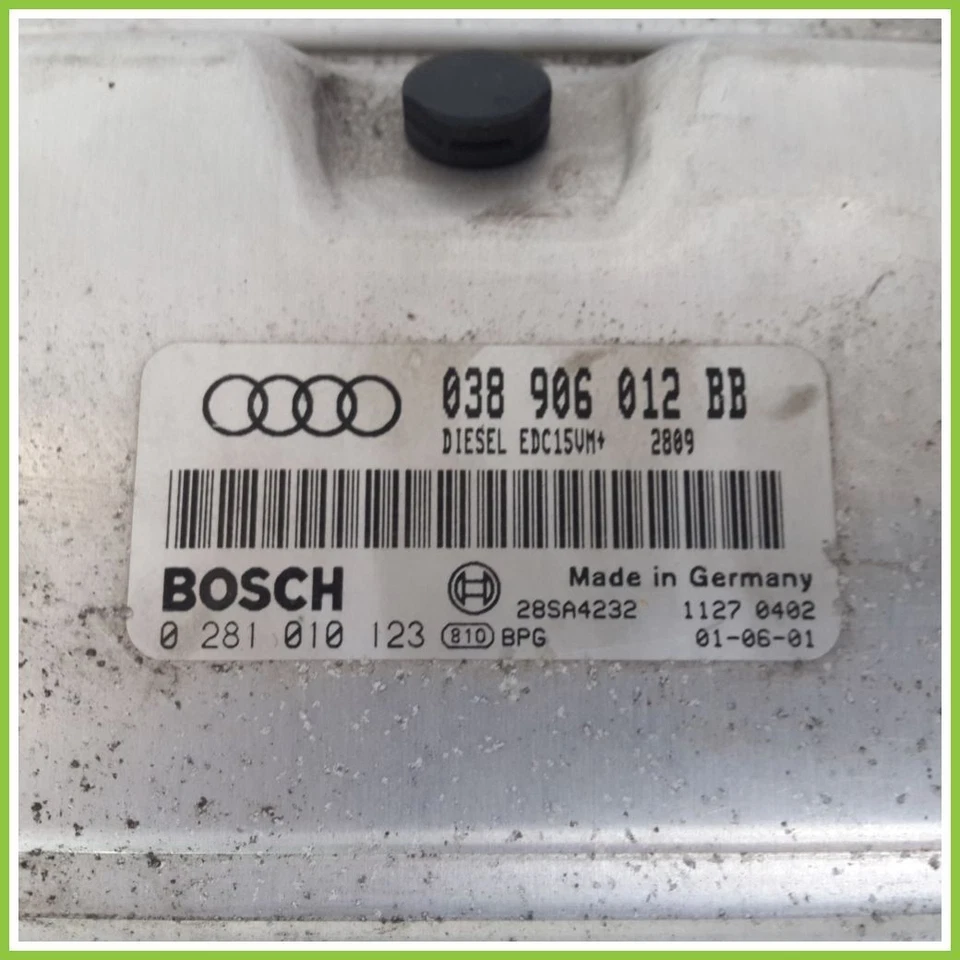 038 906 012 BB
DIESEL EDC15VM+ 2809
BOSCH
Made in Germany
28SA4232 1127 0402
0 281 010 123 810 BPG 01-06-01